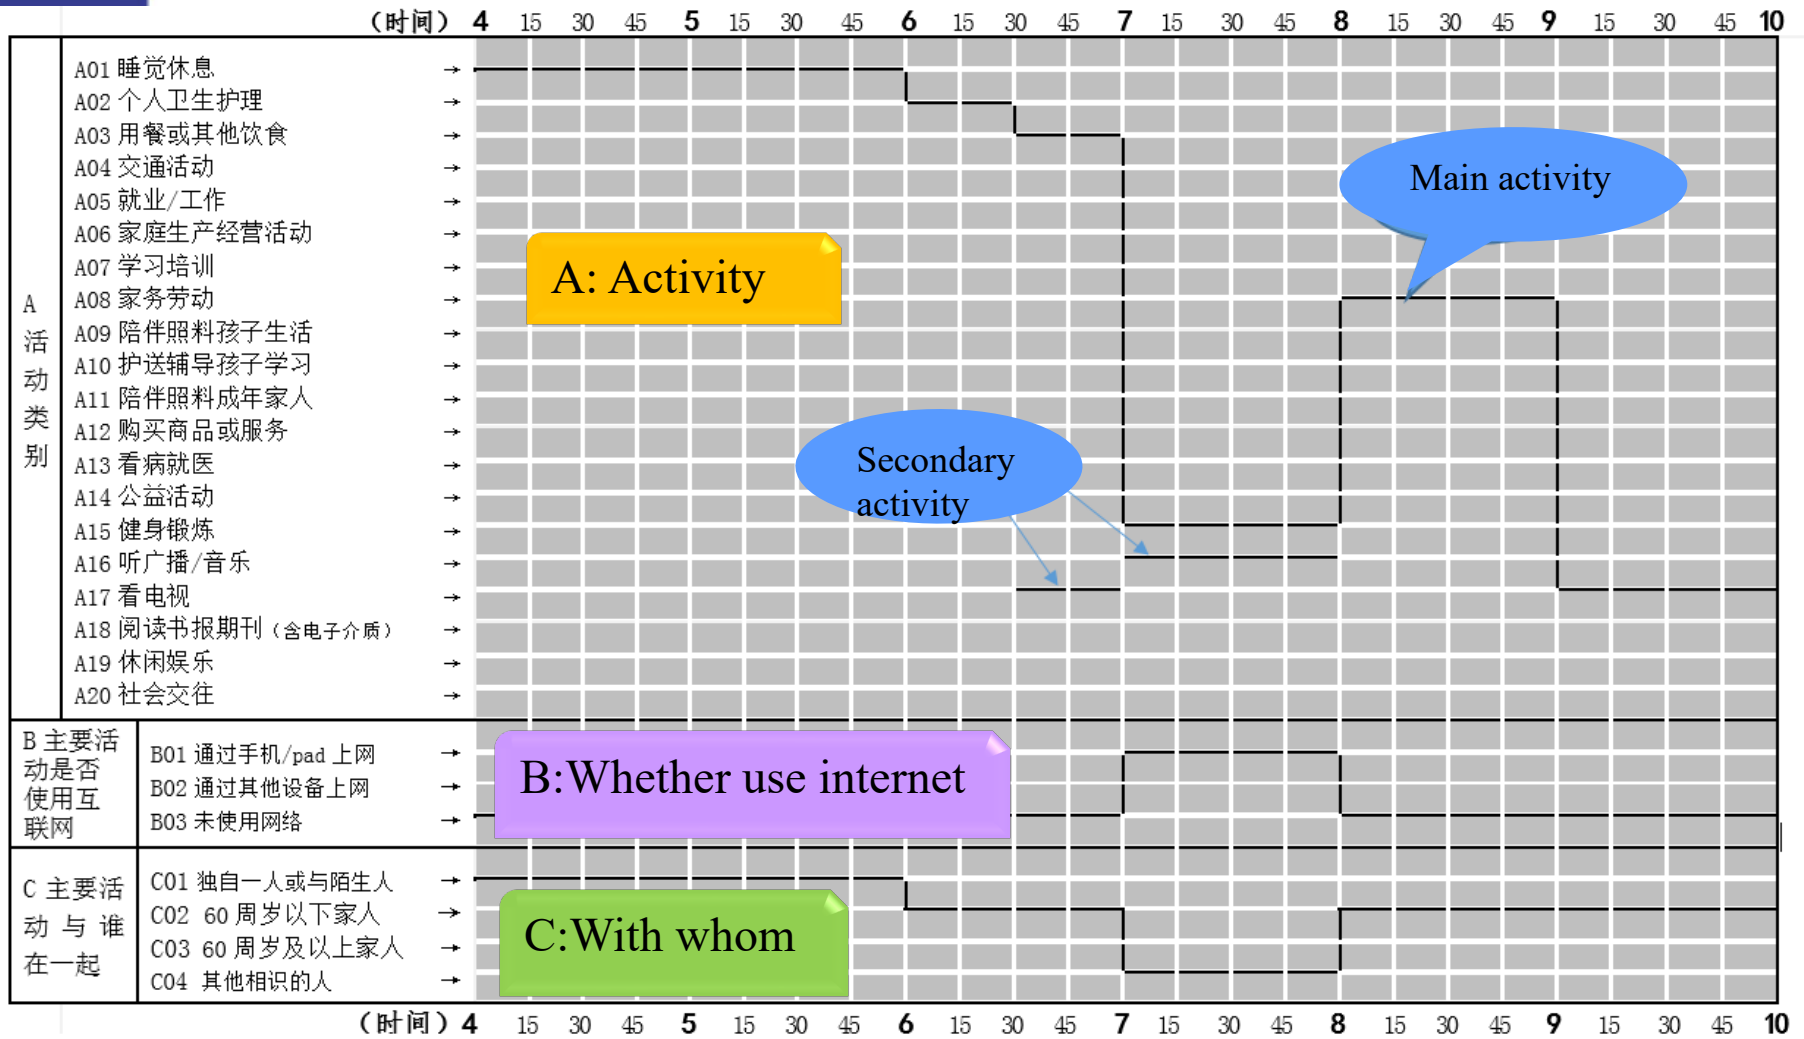 （时间） 4 15 30 45 5 15 30 45 6 15 30 45 7 15 30 45 8 15 30 45 9 15 30 45 10
A
活
动
类
别
A01 睡觉休息 →
A02 个人卫生护理 →
A03 用餐或其他饮食 →
A04 交通活动 →
A05 就业/工作 →
A06 家庭生产经营活动 →
A07 学习培训 →
A08 家务劳动 →
A09 陪伴照料孩子生活 →
A10 护送辅导孩子学习 →
A11 陪伴照料成年家人 →
A12 购买商品或服务 →
A13 看病就医 →
A14 公益活动 →
A15 健身锻炼 →
A16 听广播/音乐 →
A17 看电视 →
A18 阅读书报期刊（含电子介质） →
A19 休闲娱乐 →
A20 社会交往 →
A: Activity
Main activity
Secondary
activity
B 主要活
动是否
使用互
联网
B01 通过手机/pad 上网 →
B02 通过其他设备上网 →
B03 未使用网络 →
B:Whether use internet
C 主要活
动 与 谁
在一起
C01 独自一人或与陌生人 →
C02 60 周岁以下家人 →
C03 60 周岁及以上家人 →
C04 其他相识的人 →
C:With whom
（时间）4 15 30 45 5 15 30 45 6 15 30 45 7 15 30 45 8 15 30 45 9 15 30 45 10